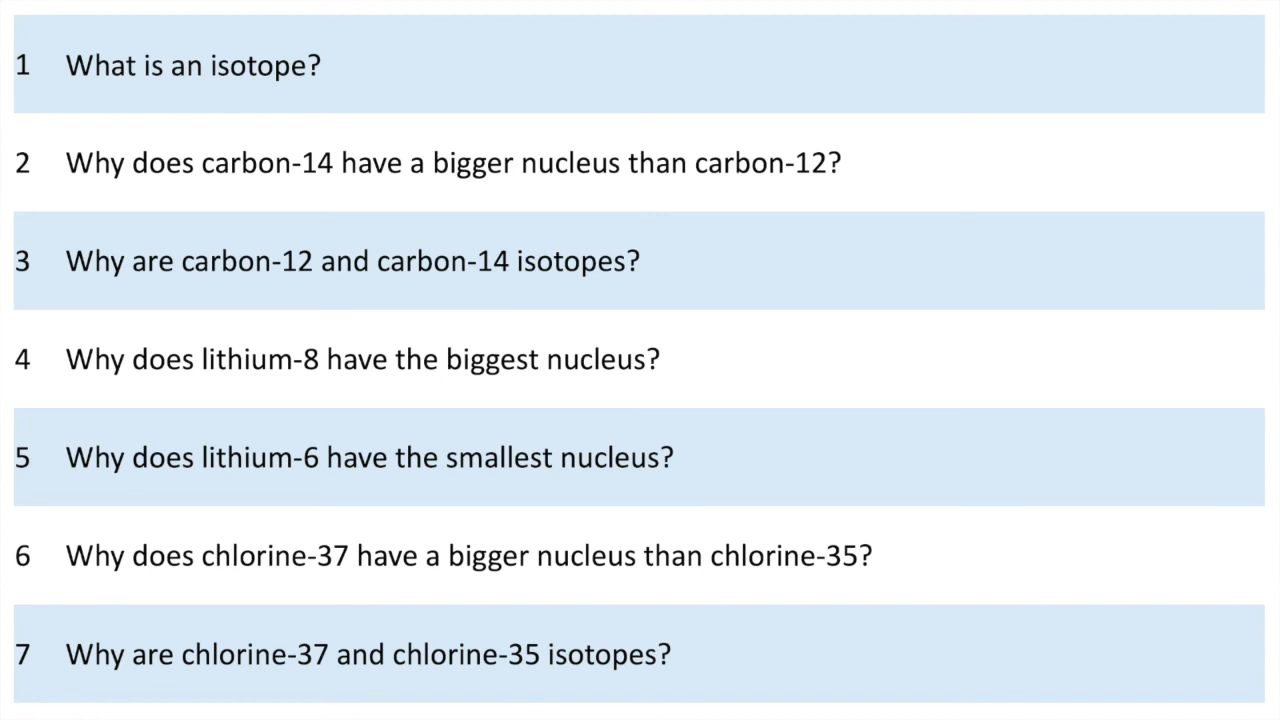 1 What is an isotope?
2 Why does carbon-14 have a bigger nucleus than carbon-12?
3 Why are carbon-12 and carbon-14 isotopes?
4 Why does lithium-8 have the biggest nucleus?
5 Why does lithium-6 have the smallest nucleus?
6 Why does chlorine-37 have a bigger nucleus than chlorine-35?
7 Why are chlorine-37 and chlorine-35 isotopes?